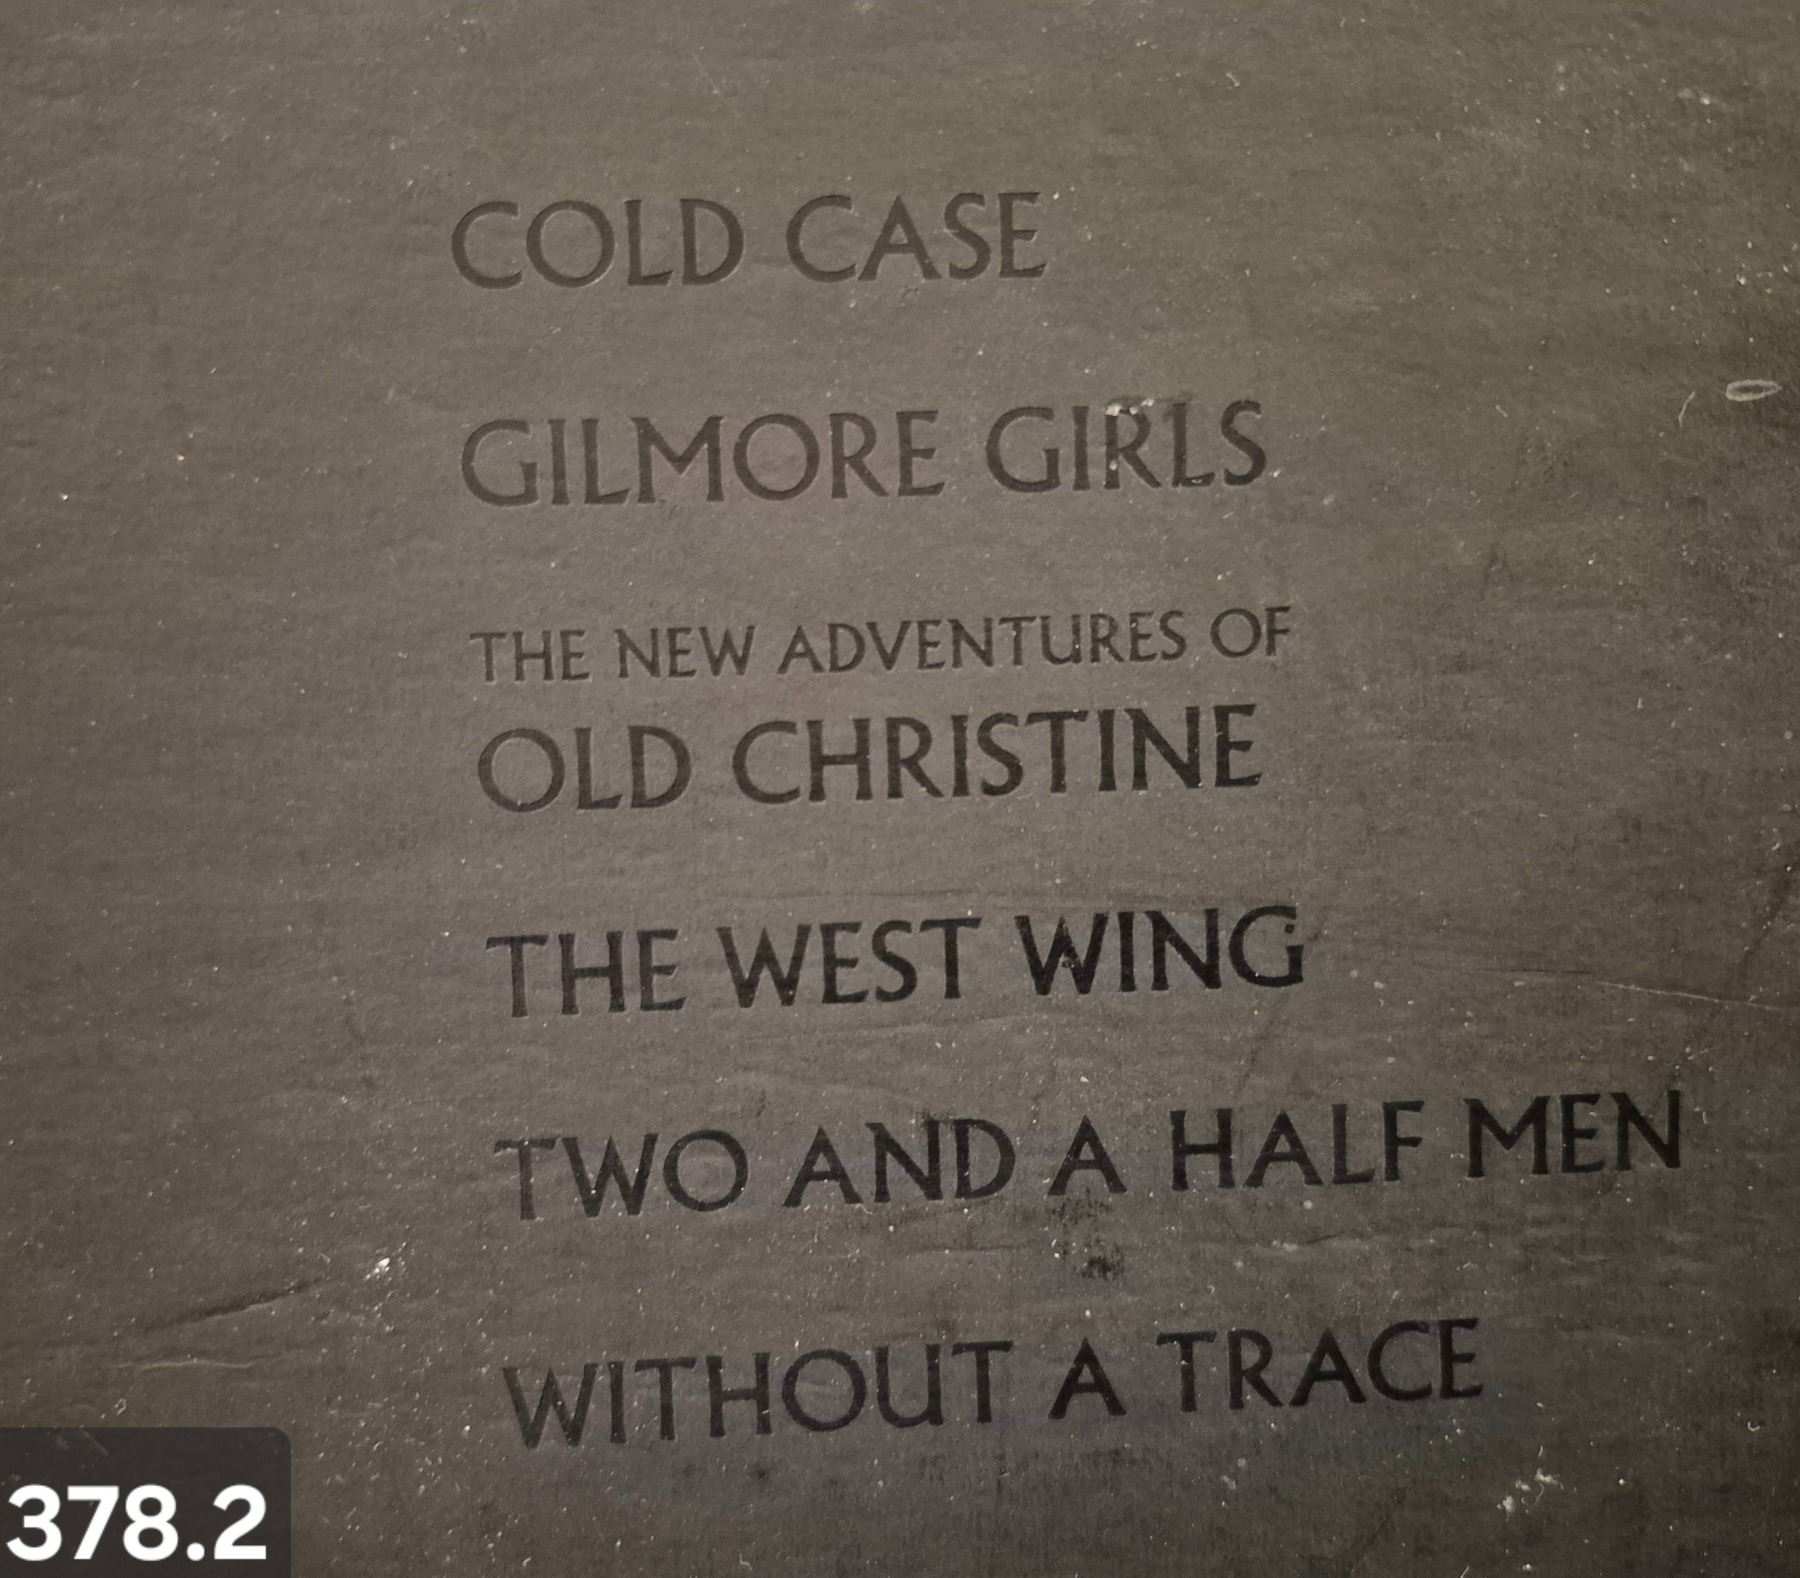 COLD CASE
GILMORE GIRLS
THE NEW ADVENTURES OF
OLD CHRISTINE
THE WEST WING
TWO AND A HALF MEN
WITHOUT A TRACE
378.2